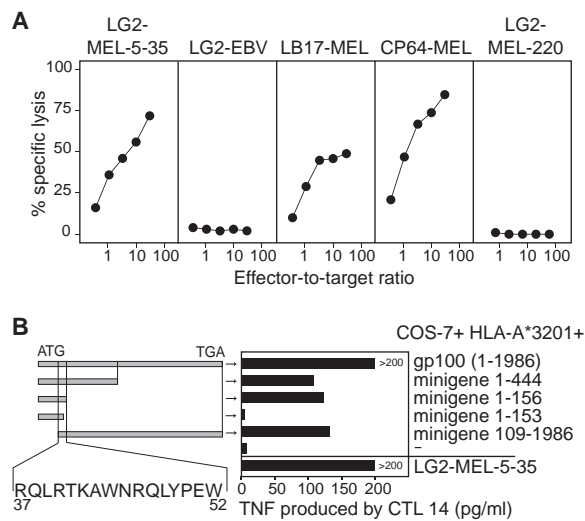 A
LG2-
MEL-5-35
LG2-EBV
LB17-MEL
CP64-MEL
LG2-
MEL-220
% specific lysis
100
75
50
25
0
1 10 100
1 10 100
1 10 100
1 10 100
1 10 100
Effector-to-target ratio
B
COS-7+ HLA-A*3201+
ATG
TGA
>200
gp100 (1-1986)
minigene 1-444
minigene 1-156
minigene 1-153
minigene 109-1986
–
>200
LG2-MEL-5-35
RQLRTKAWNRQLYPEW
37
52
0 50 100 150 200
TNF produced by CTL 14 (pg/ml)